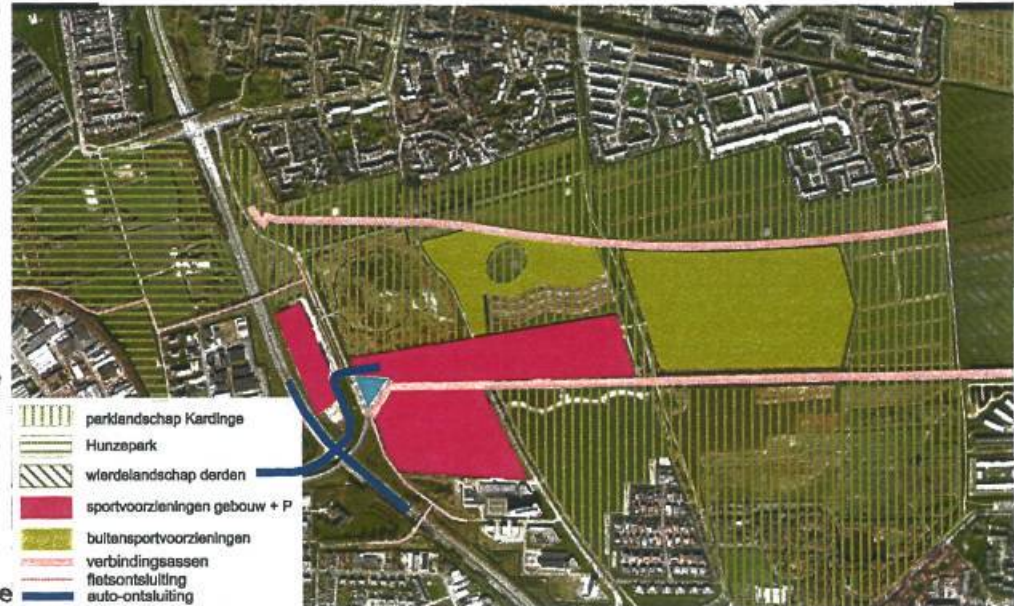 parklandschap Kardinge
Hunzepark
wierdelandschap derden
sportvoorzieningen gebouw + P
buitensportvoorzieningen
verbindingsassen
fietsontsluiting
auto-ontsluiting
e